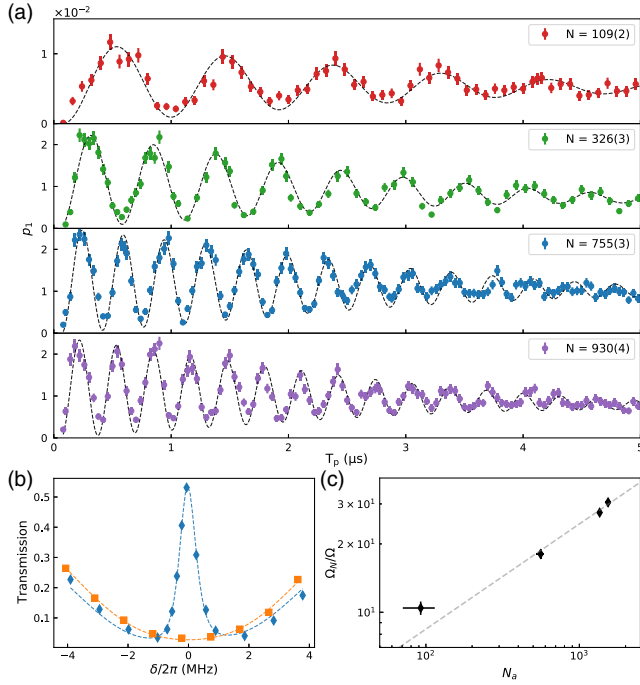 (a)
×10⁻²
1
0
N = 109(2)
2
1
0
N = 326(3)
p₁
2
1
0
N = 755(3)
2
1
0
N = 930(4)
0 1 2 3 4 5
Tₚ (μs)
(b)
Transmission
0.5
0.4
0.3
0.2
0.1
−4 −2 0 2 4
δ/2π (MHz)
(c)
Ω_N/Ω
3 × 10¹
2 × 10¹
10¹
10² 10³
Nₐ